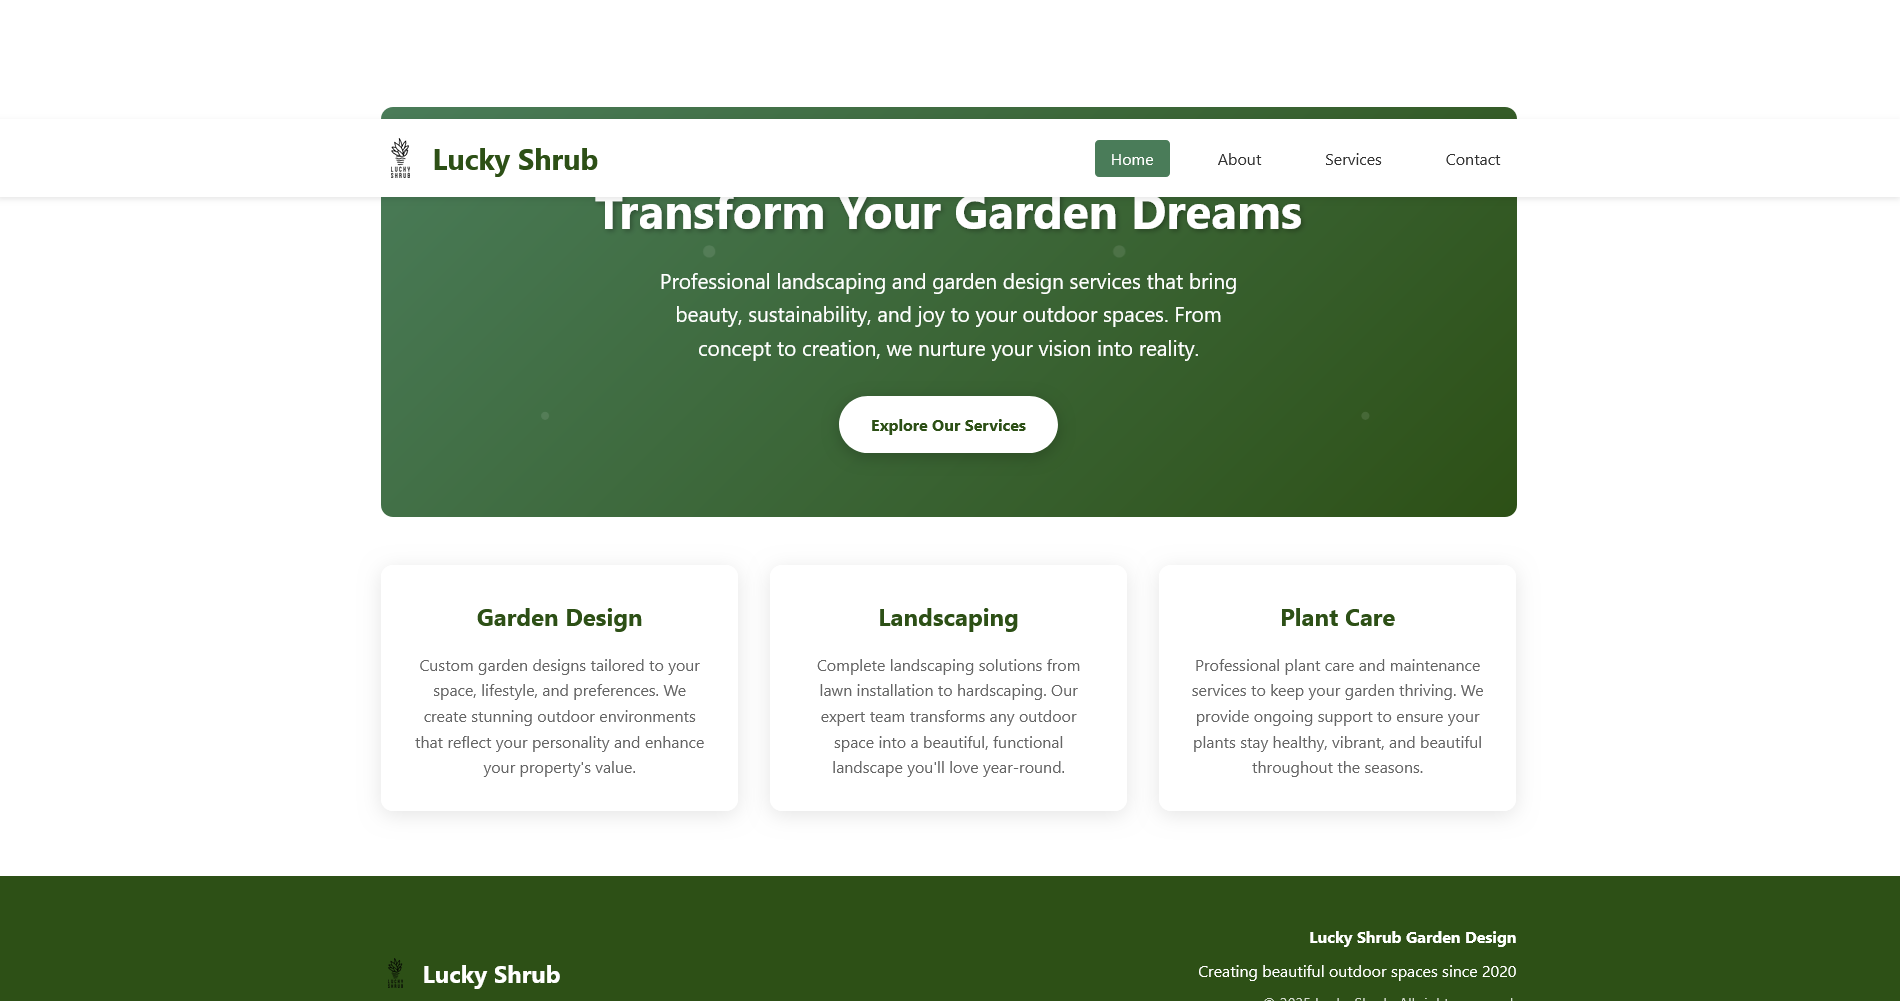 LUCKY
SHRUB
Lucky Shrub
Home
About
Services
Contact
Transform Your Garden Dreams
Professional landscaping and garden design services that bring
beauty, sustainability, and joy to your outdoor spaces. From
concept to creation, we nurture your vision into reality.
Explore Our Services
Garden Design
Custom garden designs tailored to your
space, lifestyle, and preferences. We
create stunning outdoor environments
that reflect your personality and enhance
your property's value.
Landscaping
Complete landscaping solutions from
lawn installation to hardscaping. Our
expert team transforms any outdoor
space into a beautiful, functional
landscape you'll love year-round.
Plant Care
Professional plant care and maintenance
services to keep your garden thriving. We
provide ongoing support to ensure your
plants stay healthy, vibrant, and beautiful
throughout the seasons.
LUCKY
SHRUB
Lucky Shrub
Lucky Shrub Garden Design
Creating beautiful outdoor spaces since 2020